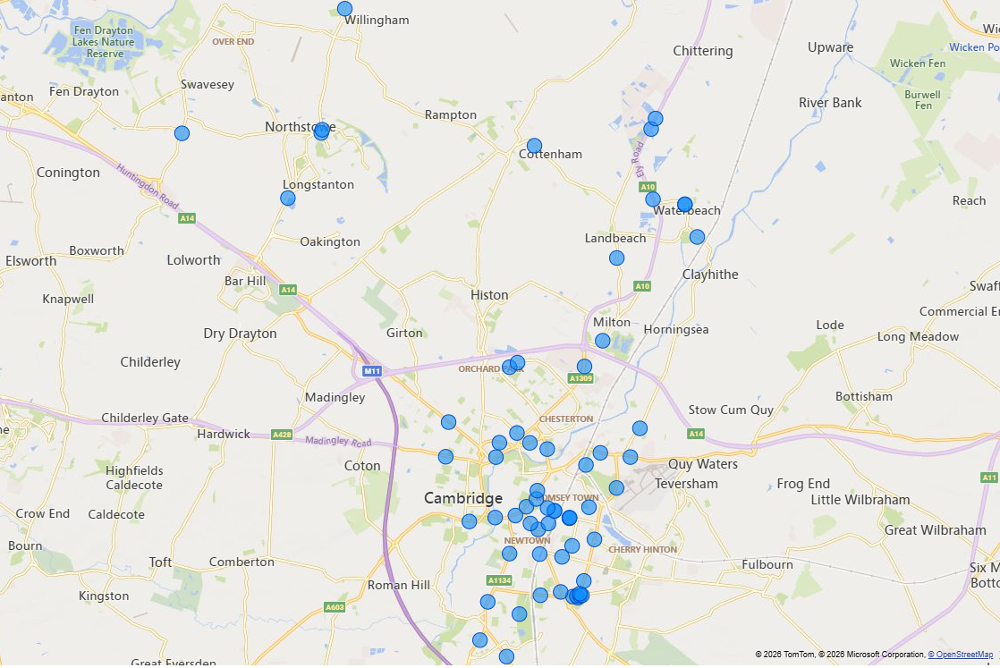 Willingham
Fen Drayton
Lakes Nature
Reserve
OVER END
Chittering
Upware
Wicken Fen
Burwell
Fen
Swavesey
Fen Drayton
River Bank
Rampton
Northstowe
Cottenham
Ely Road
Conington
Huntingdon Road
Longstanton
A10
Waterbeach
Reach
A14
Oakington
Landbeach
Boxworth
Elsworth
Lolworth
Clayhithe
Bar Hill
A14
A10
Histon
Knapwell
Milton
Horningsea
Lode
Dry Drayton
Girton
Long Meadow
Childerley
M11
ORCHARD PARK
A1309
Madingley
Bottisham
Stow Cum Quy
Childerley Gate
CHESTERTON
Hardwick
A428
Madingley Road
A14
Coton
Quy Waters
Highfields
Caldecote
Teversham
Frog End
A11
Cambridge
Little Wilbraham
Crow End
Caldecote
Great Wilbraham
NEWTOWN
CHERRY HINTON
Bourn
Toft
Comberton
Fulbourn
A1134
Roman Hill
Kingston
A603
Great Eversden
© 2026 TomTom, © 2026 Microsoft Corporation, © OpenStreetMap